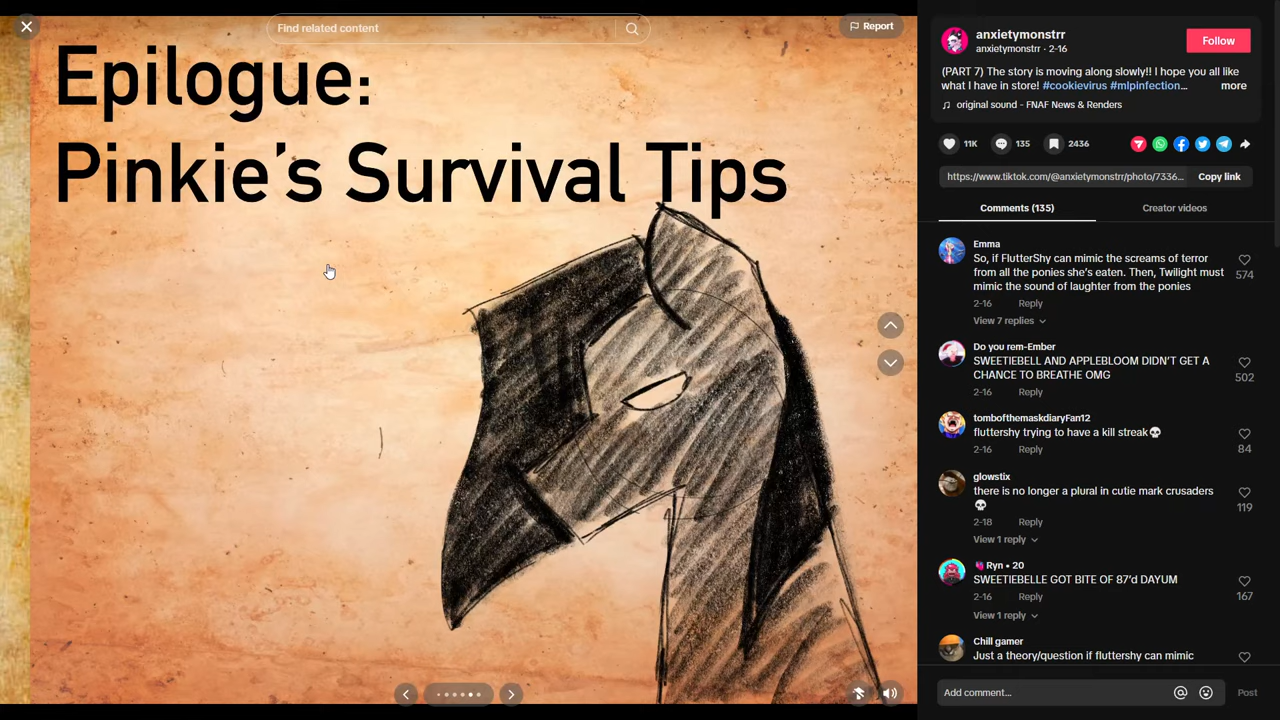 Find related content
Report
Epilogue:
Pinkie's Survival Tips
anxietymonstrr
anxietymonstrr · 2-16
Follow
(PART 7) The story is moving along slowly!! I hope you all like
what I have in store! #cookievirus #mlpinfection... more
original sound - FNAF News & Renders
11K 135 2436
https://www.tiktok.com/@anxietymonstrr/photo/7336... Copy link
Comments (135) Creator videos
Emma
So, if FlutterShy can mimic the screams of terror
from all the ponies she's eaten. Then, Twilight must
mimic the sound of laughter from the ponies
574
2-16 Reply
View 7 replies
Do you rem-Ember
SWEETIEBELL AND APPLEBLOOM DIDN'T GET A
CHANCE TO BREATHE OMG
502
2-16 Reply
tombofthemaskdiaryFan12
fluttershy trying to have a kill streak💀
84
2-16 Reply
glowstix
there is no longer a plural in cutie mark crusaders
💀
119
2-18 Reply
View 1 reply
Ryn • 20
SWEETIEBELLE GOT BITE OF 87'd DAYUM
167
2-16 Reply
View 1 reply
Chill gamer
Just a theory/question if fluttershy can mimic
Add comment...
Post